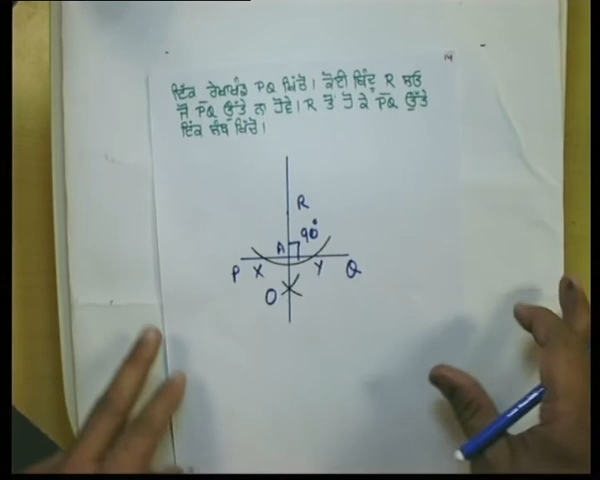 ਇੱਕ ਰੇਖਾਖੰਡ PQ ਖਿੱਚੋ। ਕੋਈ ਬਿੰਦੂ R ਲਓ
ਜੋ PQ ਉੱਤੇ ਨਾ ਹੋਵੇ। R ਤੋਂ ਹੋ ਕੇ PQ ਉੱਤੇ
ਇੱਕ ਲੰਬ ਖਿੱਚੋ।
R
A 90°
P X Y Q
O